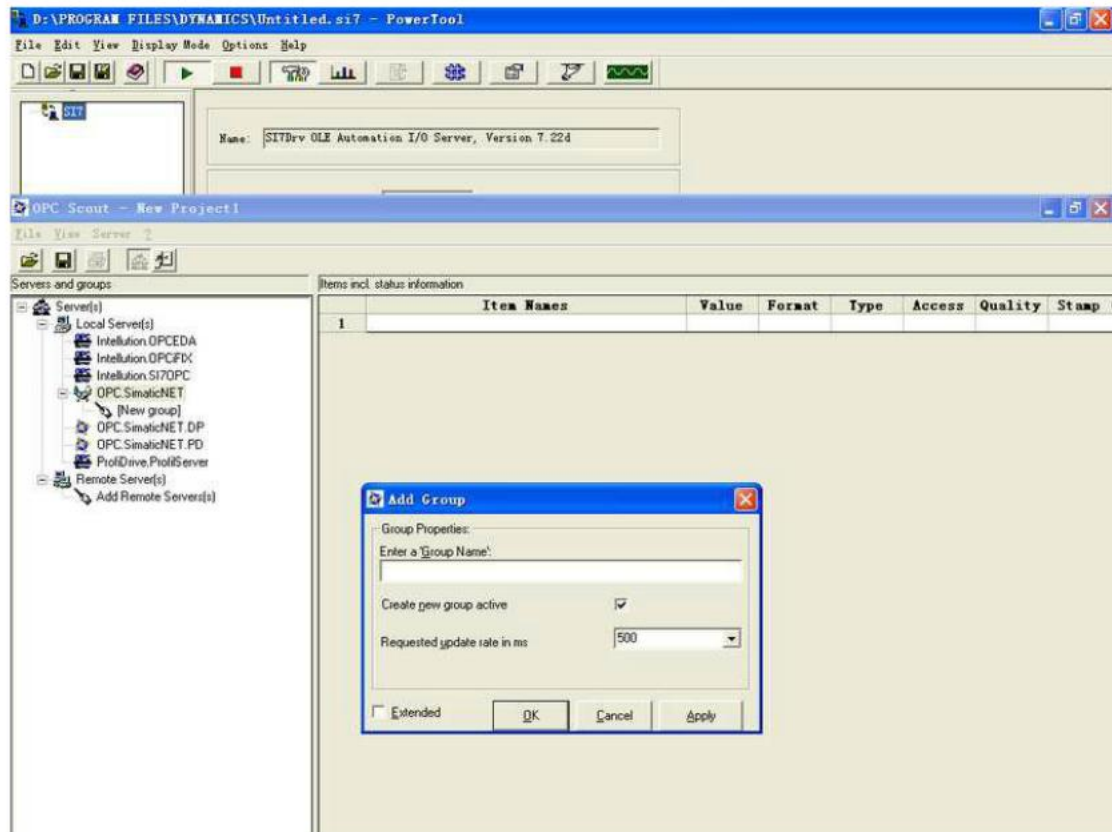 D:\PROGRAM FILES\DYNAMICS\Untitled.si7 - PowerTool
File Edit View Display Mode Options Help
SI7
Name: SI7Drv OLE Automation I/O Server, Version 7.22d
OPC Scout - New Project1
File View Server ?
Servers and groups
Items incl. status information
Server(s)
Local Server(s)
Intellution.OPCEDA
Intellution.OPCiFIX
Intellution.SI7OPC
OPC.SimaticNET
[New group]
OPC.SimaticNET.DP
OPC.SimaticNET.PD
ProfiDrive.ProfilServer
Remote Server(s)
Add Remote Servers(s)
Item Names Value Format Type Access Quality Stamp
1
Add Group
Group Properties:
Enter a 'Group Name':
Create new group active
Requested update rate in ms 500
Extended OK Cancel Apply